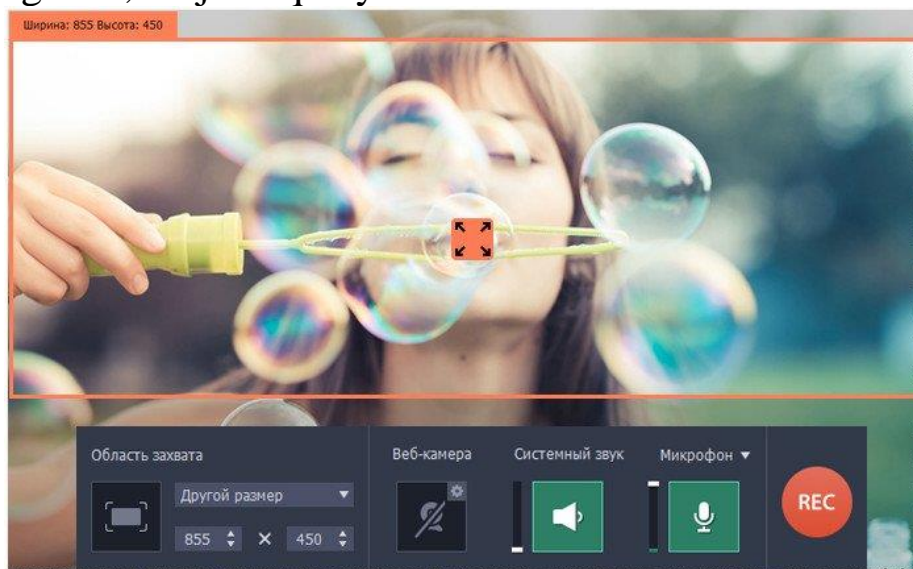 Ширина: 855 Высота: 450
Область захвата
Веб-камера
Системный звук
Микрофон
Другой размер
855 × 450
REC